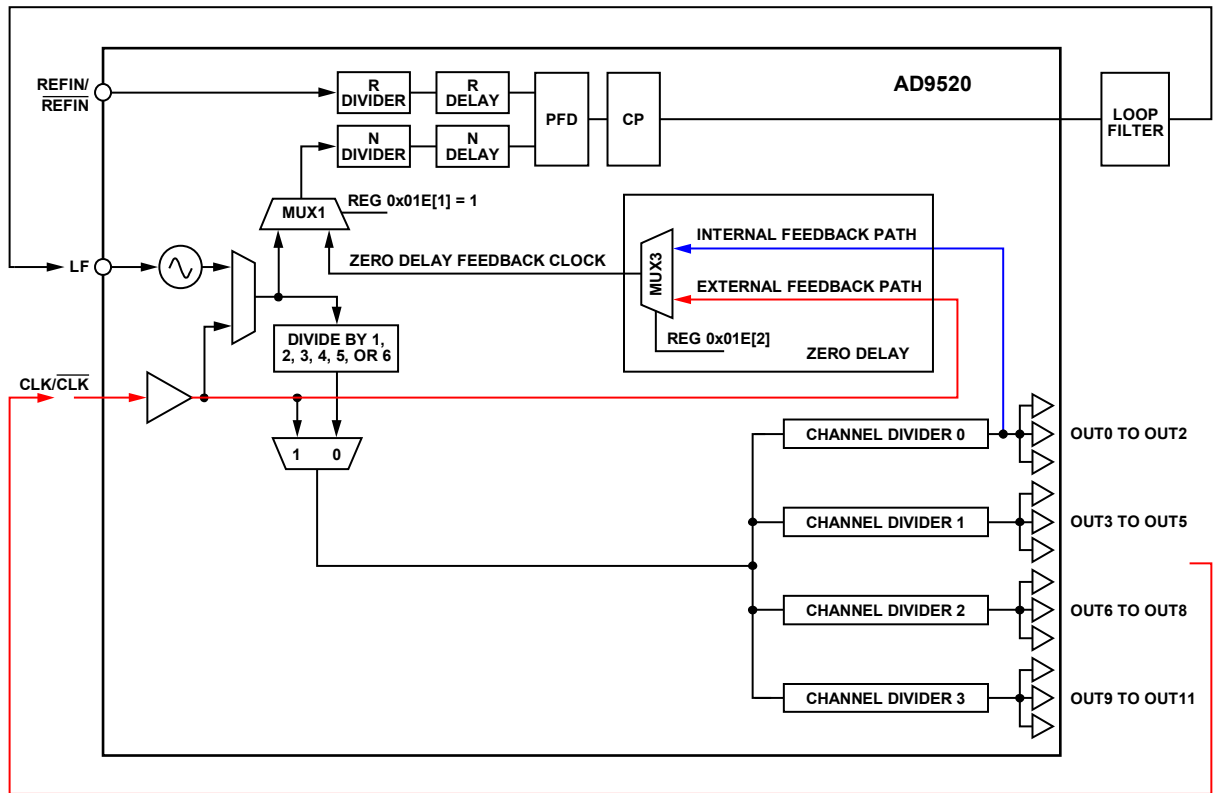 AD9520
REFIN/
REFIN
R
DIVIDER
R
DELAY
PFD
CP
LOOP
FILTER
N
DIVIDER
N
DELAY
REG 0x01E[1] = 1
MUX1
INTERNAL FEEDBACK PATH
LF
ZERO DELAY FEEDBACK CLOCK
MUX3
EXTERNAL FEEDBACK PATH
REG 0x01E[2]
ZERO DELAY
DIVIDE BY 1,
2, 3, 4, 5, OR 6
CLK/CLK
1 0
CHANNEL DIVIDER 0
OUT0 TO OUT2
CHANNEL DIVIDER 1
OUT3 TO OUT5
CHANNEL DIVIDER 2
OUT6 TO OUT8
CHANNEL DIVIDER 3
OUT9 TO OUT11